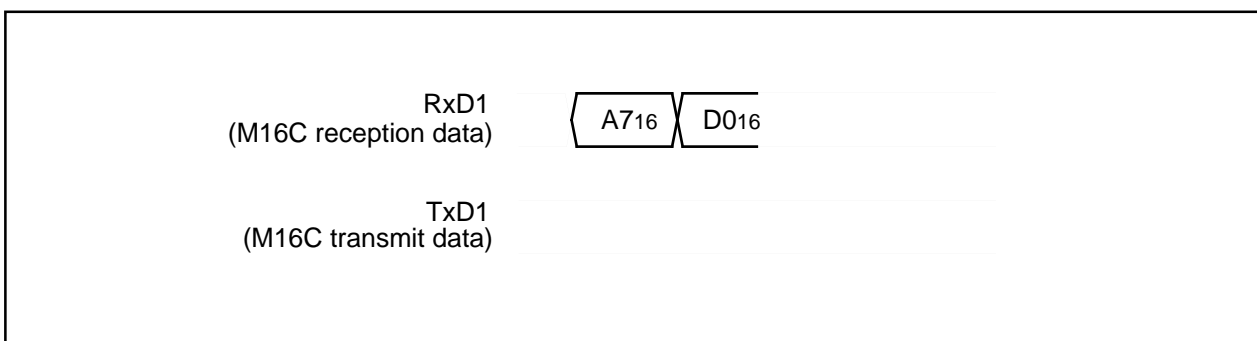 RxD1
(M16C reception data)
A716 D016
TxD1
(M16C transmit data)